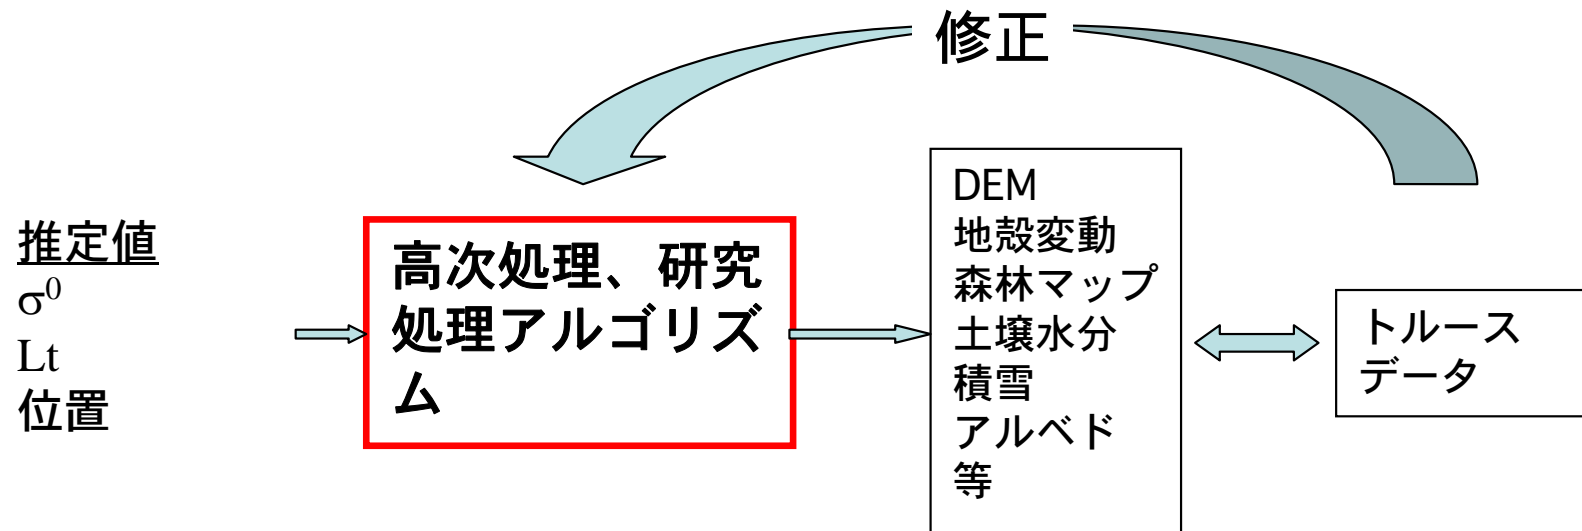 修正
推定値
σ⁰
Lt
位置
高次処理、研究
処理アルゴリズ
ム
DEM
地殻変動
森林マップ
土壌水分
積雪
アルベド
等
トルース
データ